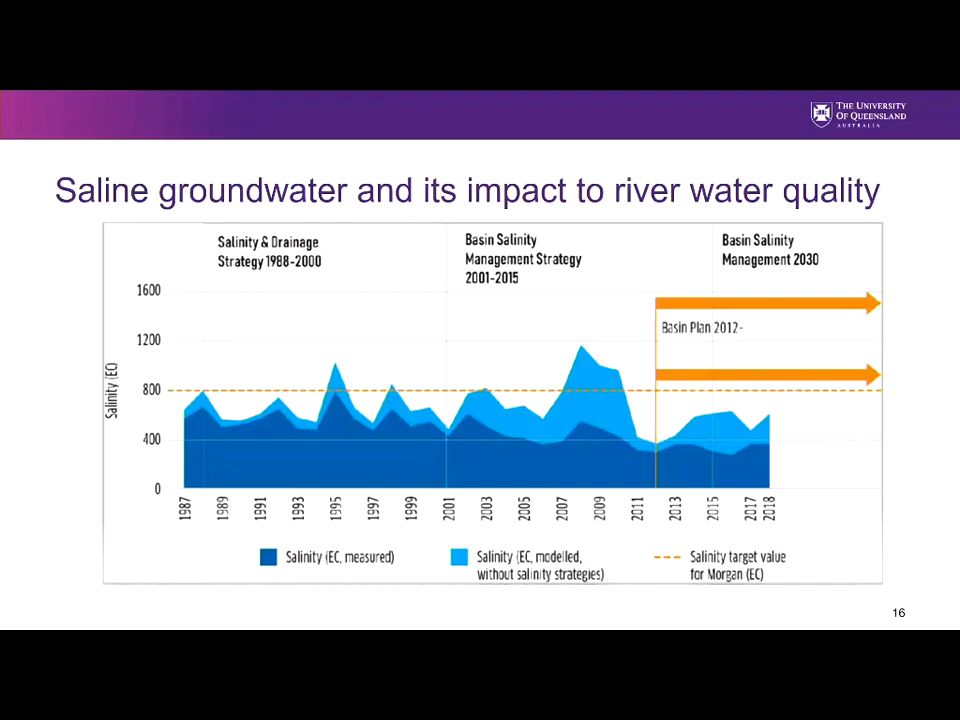 THE UNIVERSITY
OF QUEENSLAND
AUSTRALIA
Saline groundwater and its impact to river water quality
Salinity & Drainage
Strategy 1988-2000
Basin Salinity
Management Strategy
2001-2015
Basin Salinity
Management 2030
1600
1200
800
400
0
Salinity (EC)
Basin Plan 2012-
1987
1989
1991
1993
1995
1997
1999
2001
2003
2005
2007
2009
2011
2013
2015
2017
2018
Salinity (EC, measured)
Salinity (EC, modelled,
without salinity strategies)
Salinity target value
for Morgan (EC)
16